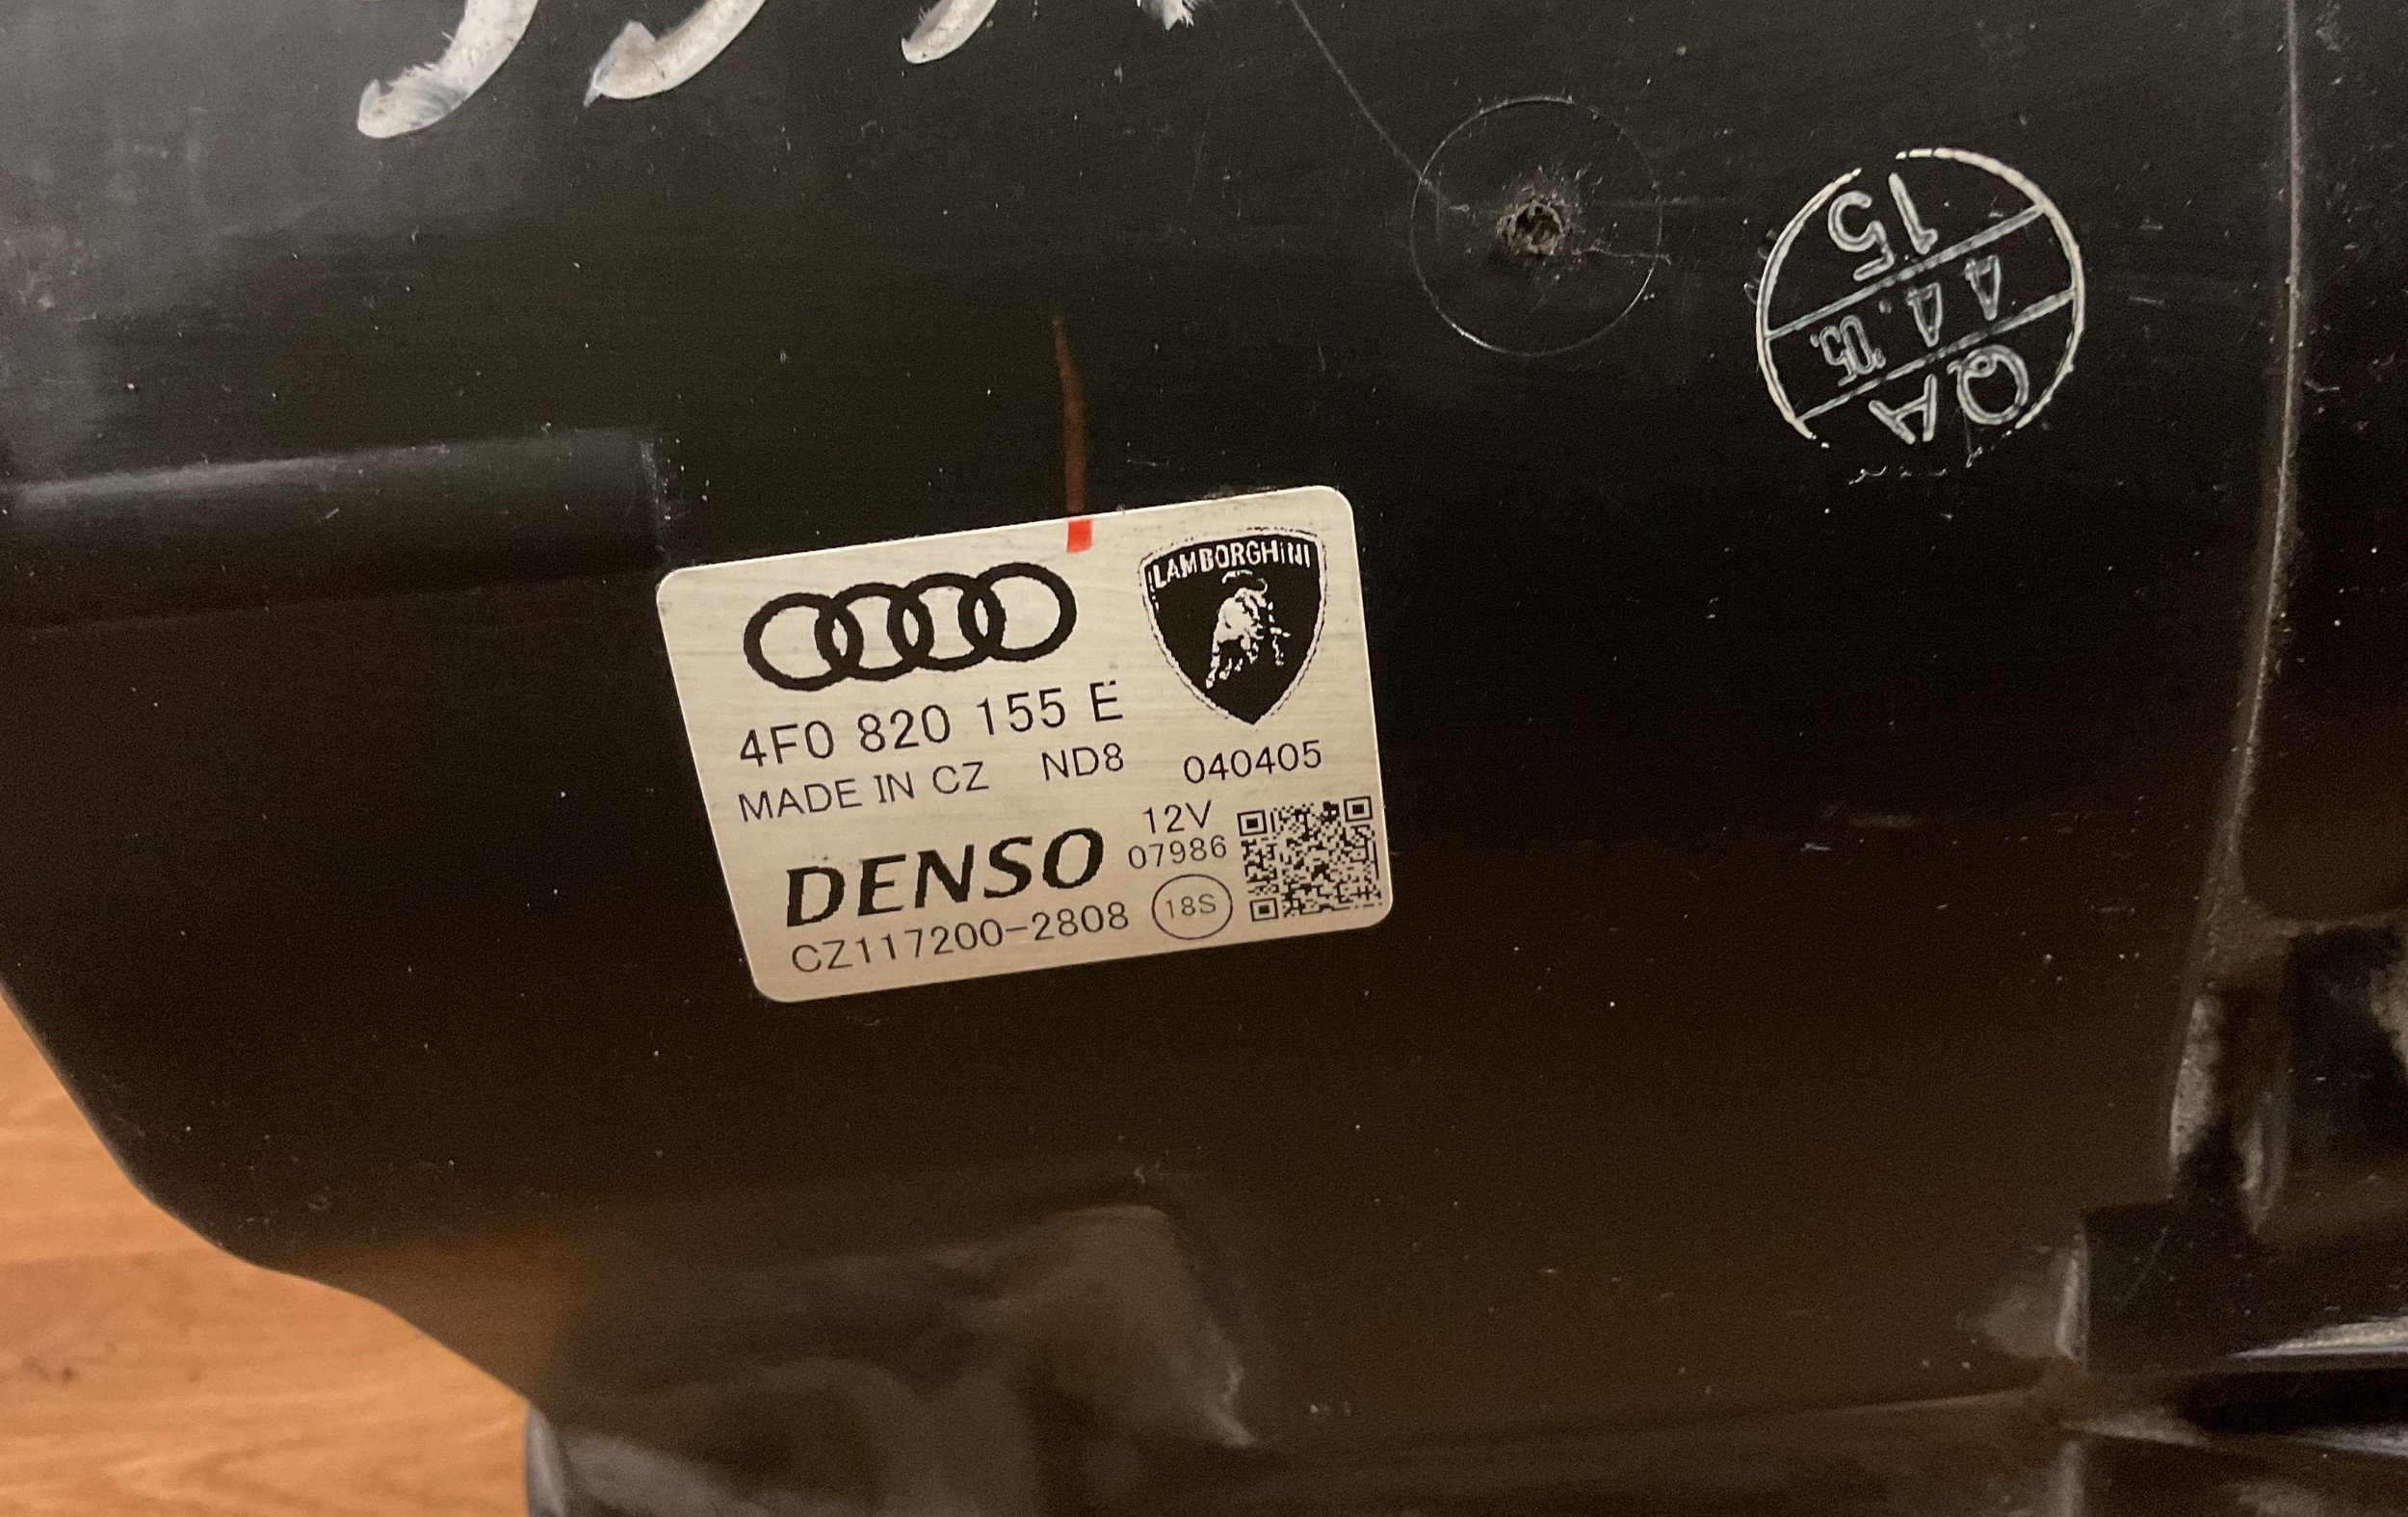 15
4 4. '05.
QA
LAMBORGHINI
4F0 820 155 E
MADE IN CZ ND8 040405
DENSO 12V
07986
CZ117200-2808 18S